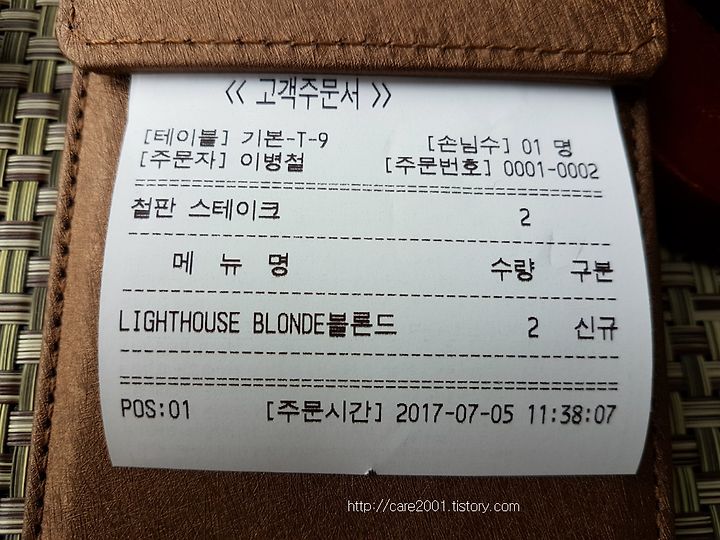 ≪ 고객주문서 ≫
[테이블] 기본-T-9 [손님수] 01 명
[주문자] 이병철 [주문번호] 0001-0002
철판 스테이크 2
메 뉴 명 수량 구분
LIGHTHOUSE BLONDE블론드 2 신규
POS:01 [주문시간] 2017-07-05 11:38:07
http://care2001.tistory.com